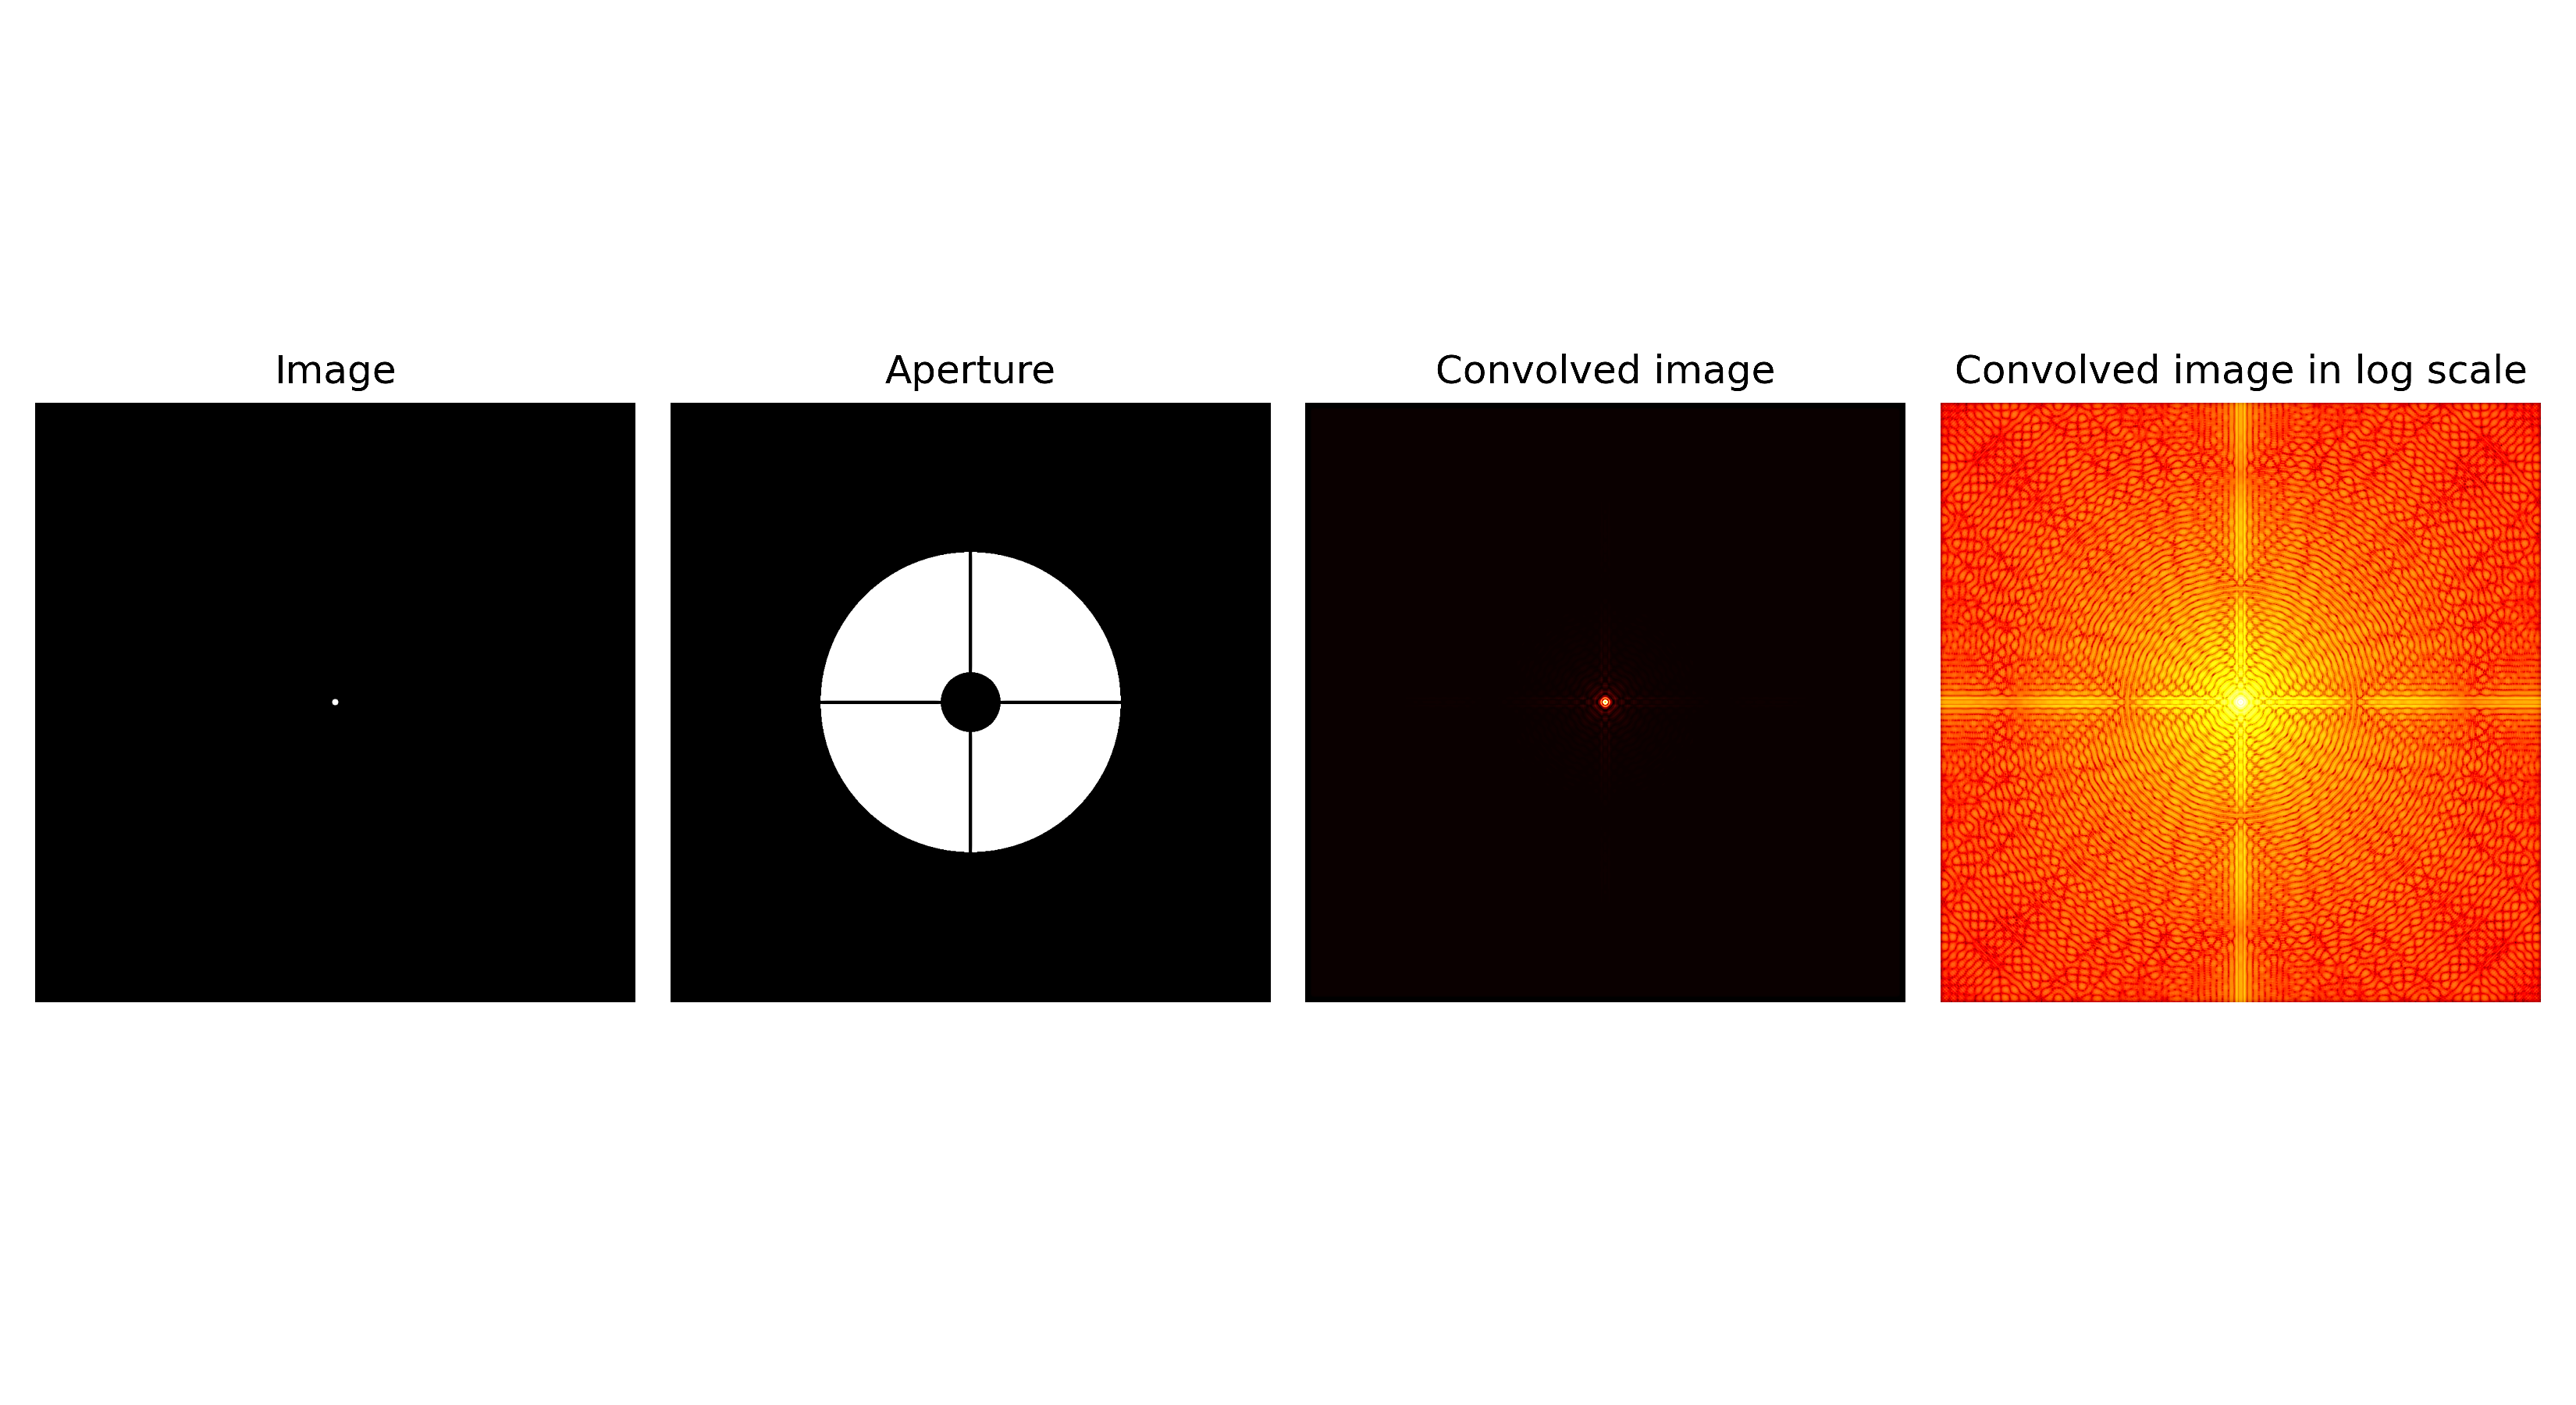 Image
Aperture
Convolved image
Convolved image in log scale